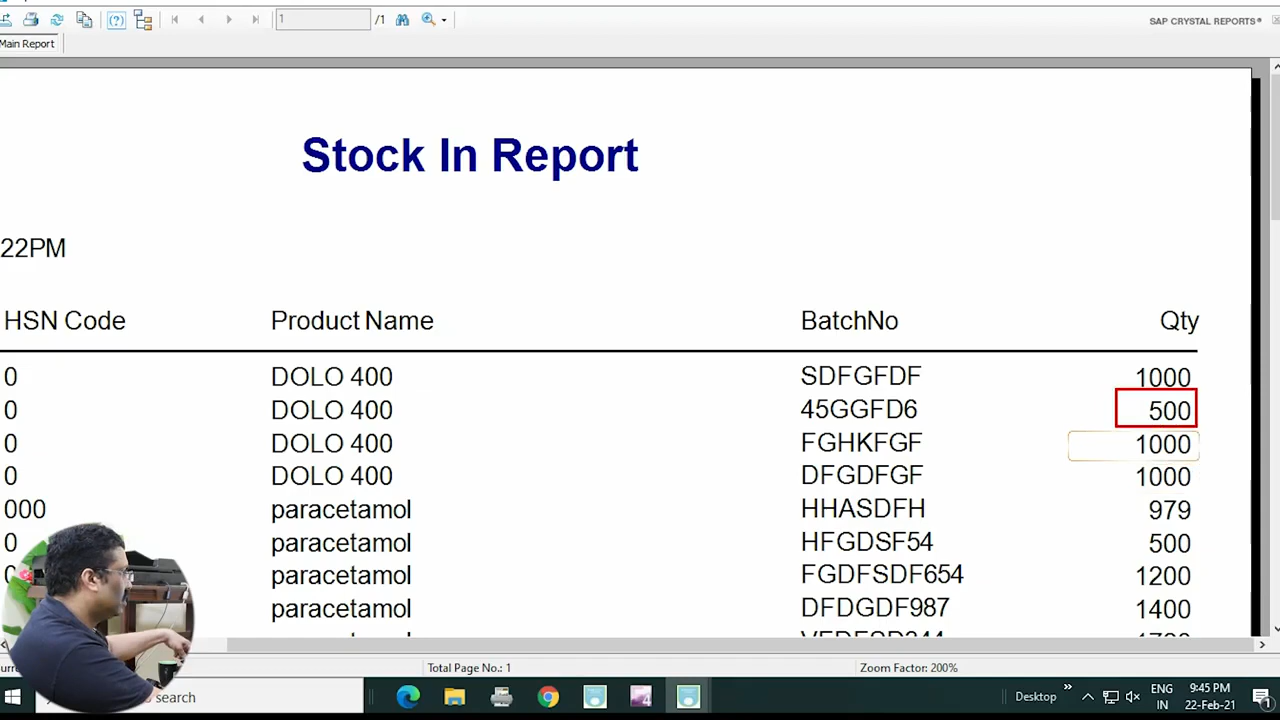 1 /1 SAP CRYSTAL REPORTS®
Main Report
Stock In Report
22PM
HSN Code Product Name BatchNo Qty
0 DOLO 400 SDFGFDF 1000
0 DOLO 400 45GGFD6 500
0 DOLO 400 FGHKFGF 1000
0 DOLO 400 DFGDFGF 1000
000 paracetamol HHASDFH 979
0 paracetamol HFGDSF54 500
0 paracetamol FGDFSDF654 1200
paracetamol DFDGDF987 1400
Total Page No.: 1 Zoom Factor: 200%
search Desktop ENG 9:45 PM
IN 22-Feb-21